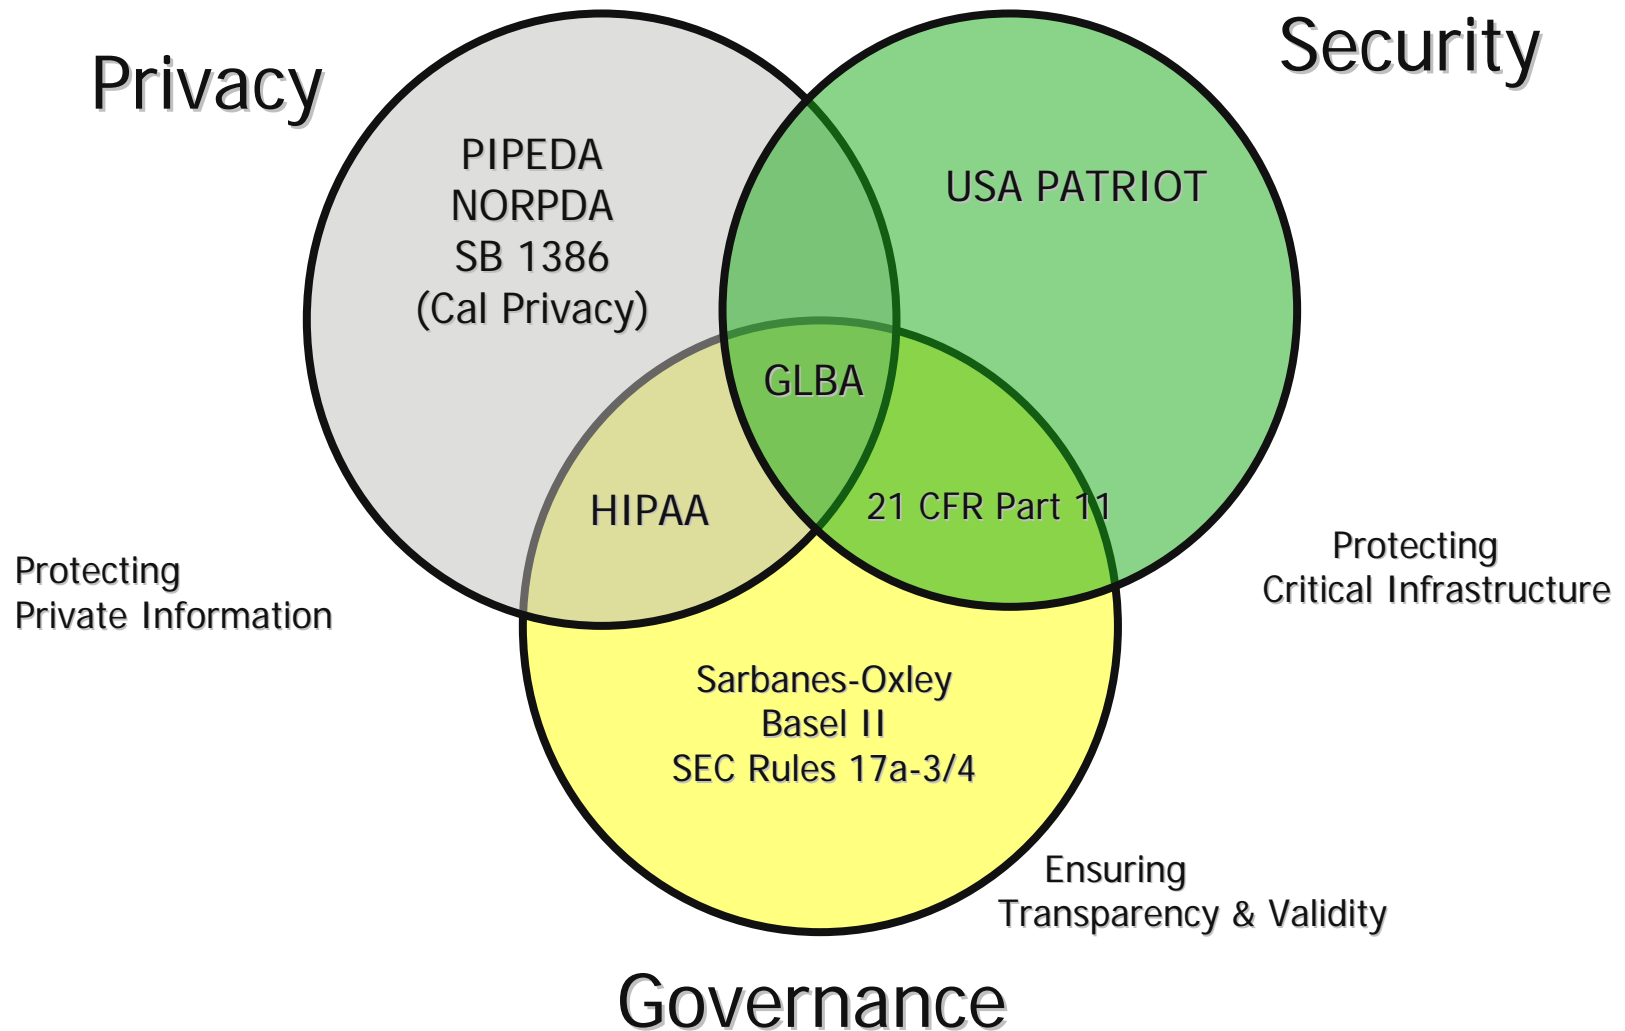 Privacy
Security
PIPEDA
NORPDA
SB 1386
(Cal Privacy)
USA PATRIOT
GLBA
HIPAA
21 CFR Part 11
Protecting
Private Information
Protecting
Critical Infrastructure
Sarbanes-Oxley
Basel II
SEC Rules 17a-3/4
Ensuring
Transparency & Validity
Governance